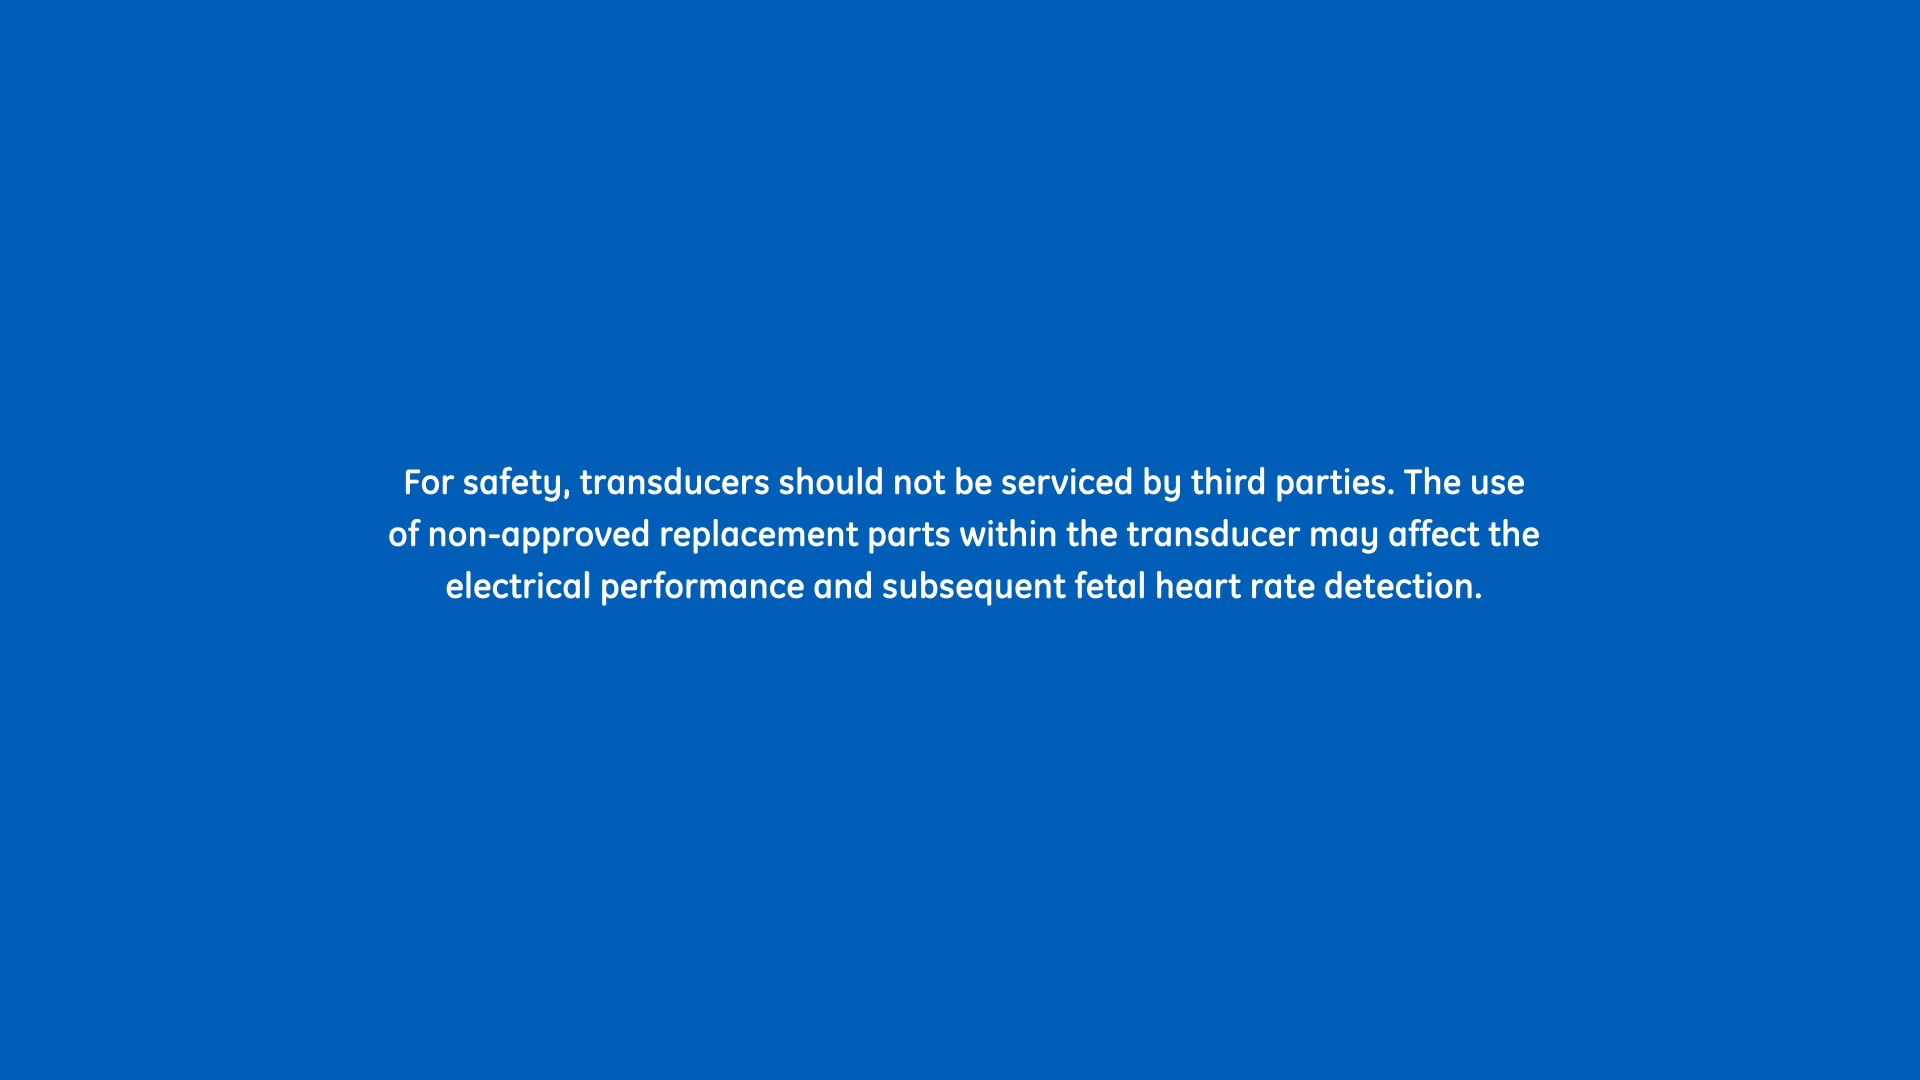 For safety, transducers should not be serviced by third parties. The use
of non-approved replacement parts within the transducer may affect the
electrical performance and subsequent fetal heart rate detection.